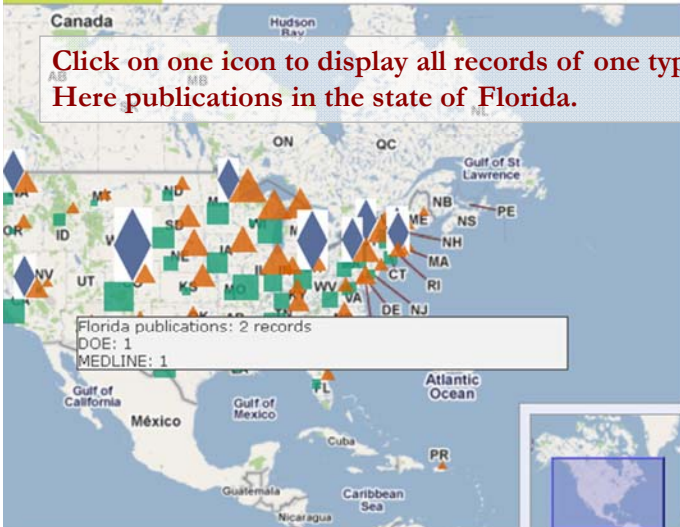 Canada
Hudson
Bay
Click on one icon to display all records of one typ
Here publications in the state of Florida.
AB
MB
NL
ON
QC
Gulf of St
Lawrence
NB
PE
ME
NS
MT
ND
NH
OR
ID
SD
MA
NE
IA
CT
RI
NV
UT
KS
MO
WV
VA
DE
NJ
Florida publications: 2 records
DOE: 1
MEDLINE: 1
FL
Atlantic
Ocean
Gulf of
California
Gulf of
Mexico
México
Cuba
PR
Guatemala
Caribbean
Sea
Nicaragua